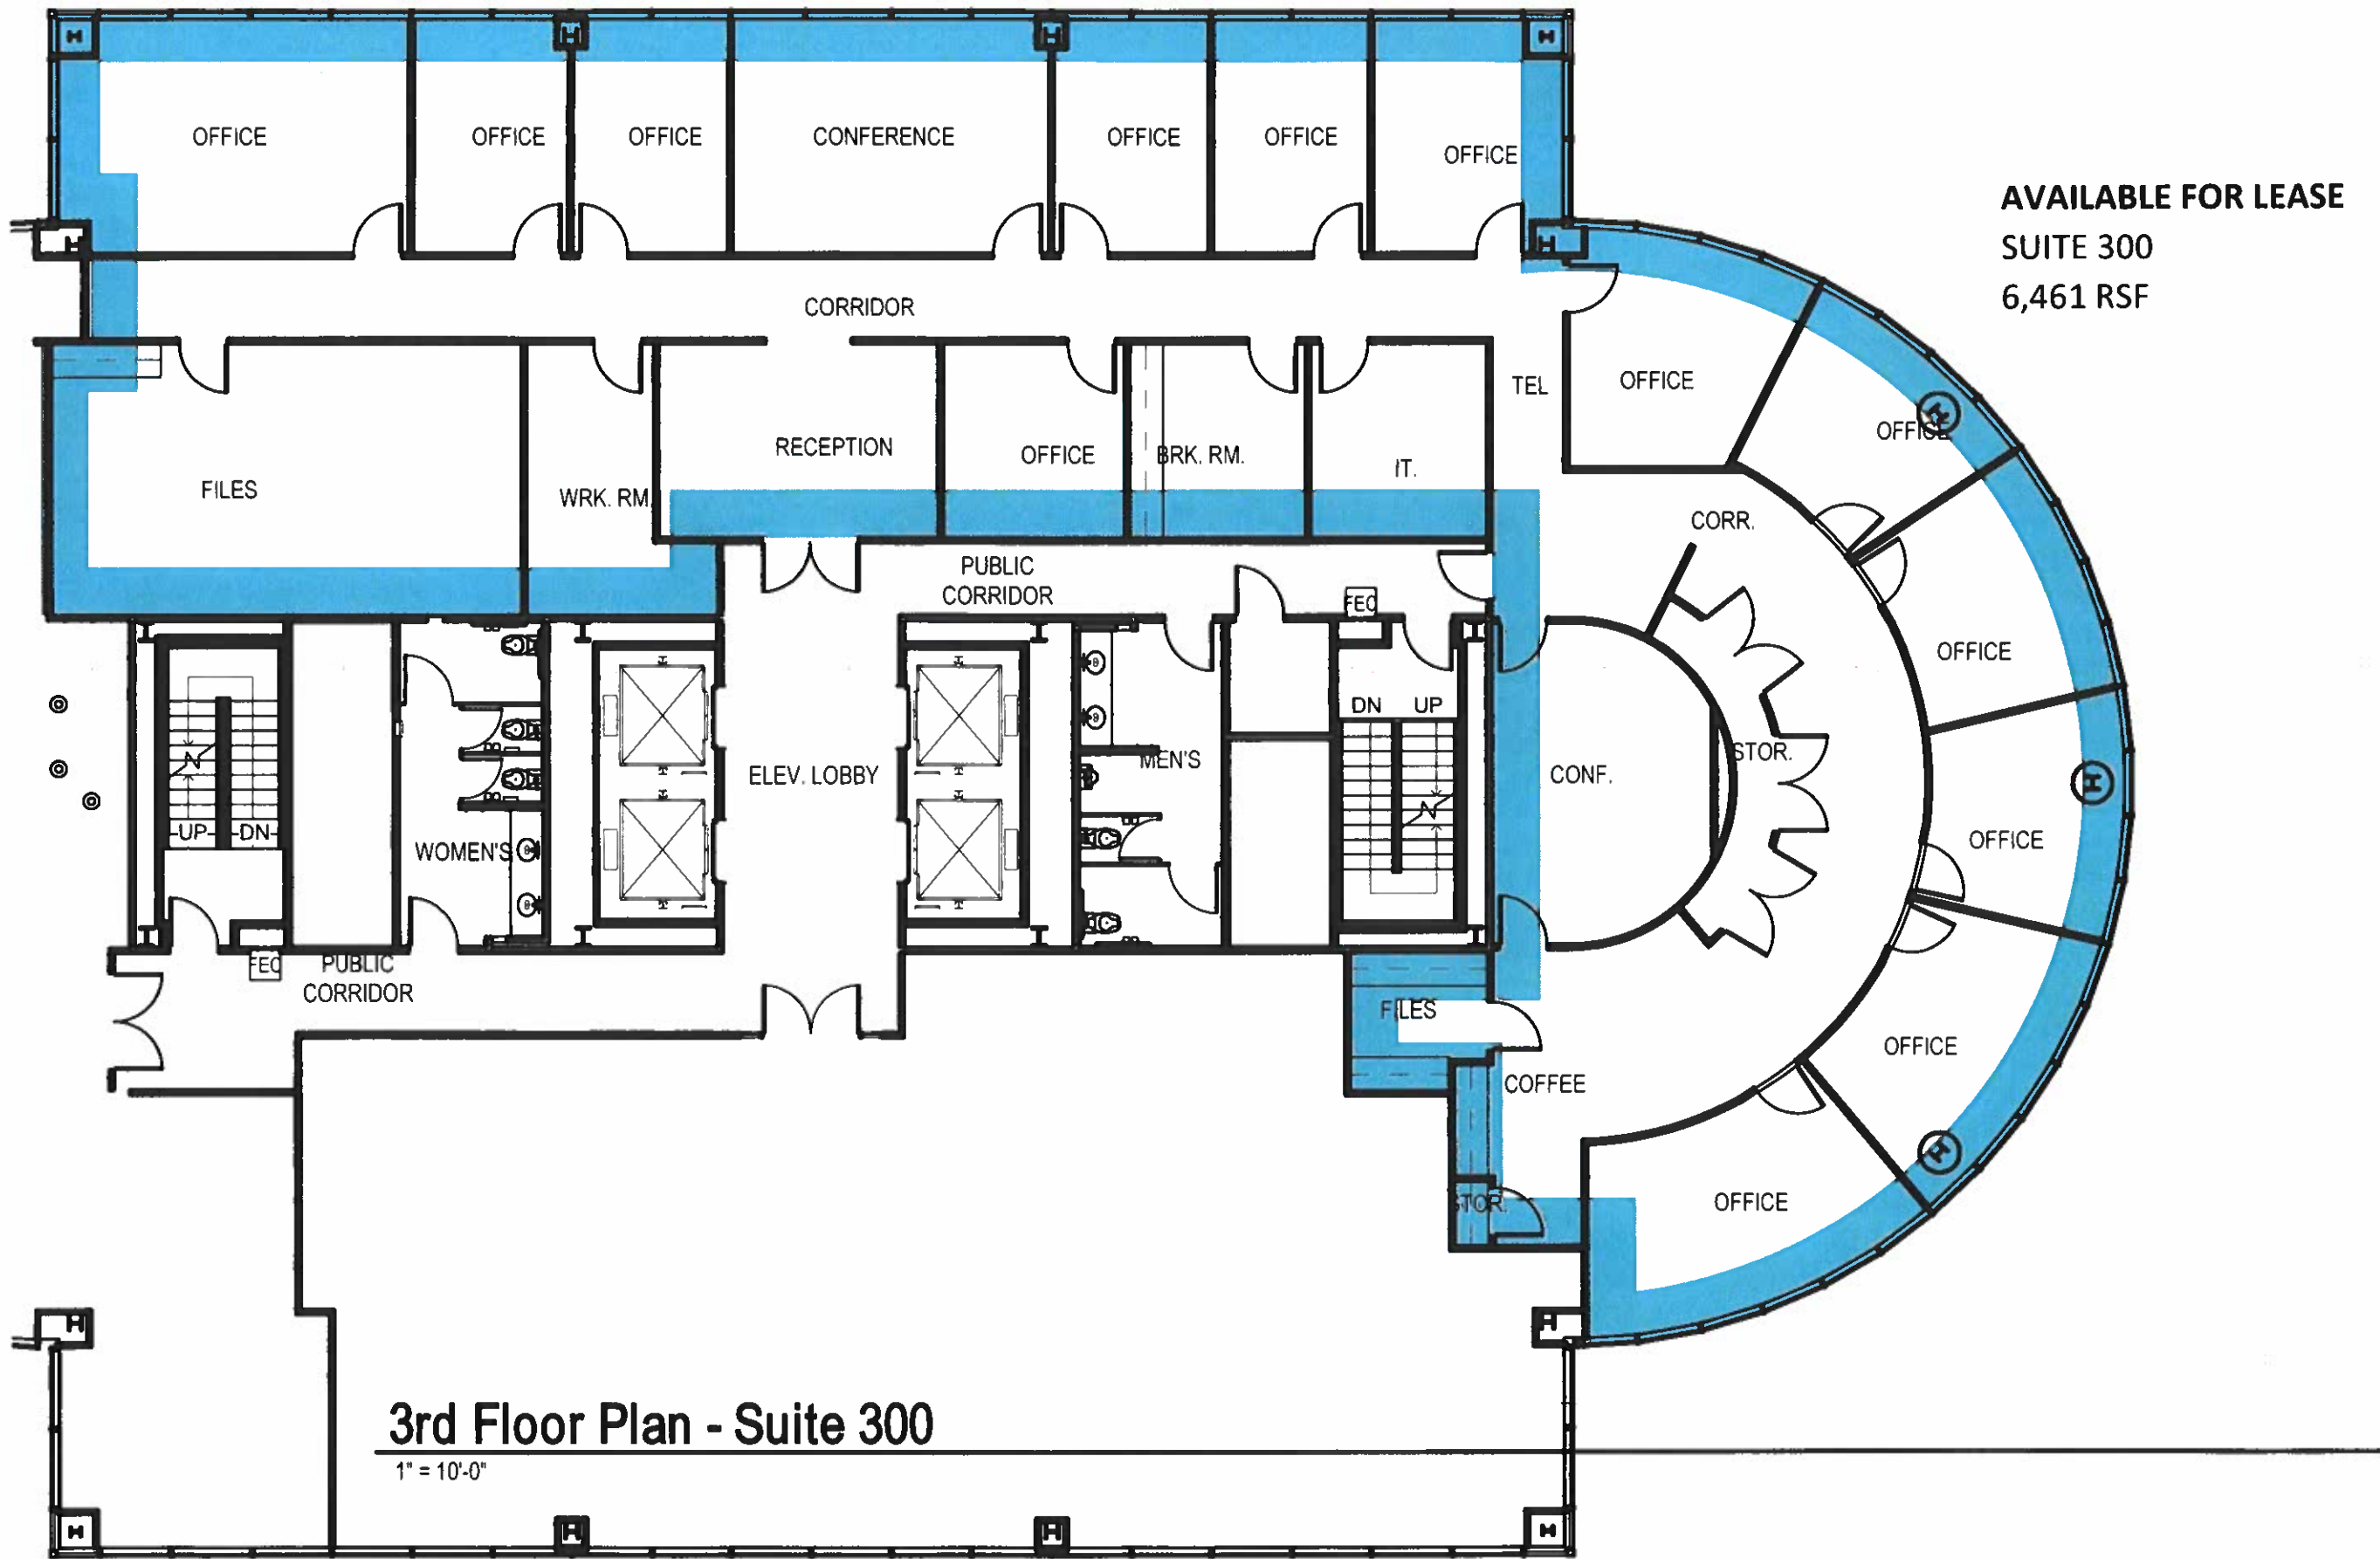 OFFICE
OFFICE
OFFICE
CONFERENCE
OFFICE
OFFICE
OFFICE
AVAILABLE FOR LEASE
SUITE 300
6,461 RSF
CORRIDOR
TEL
OFFICE
OFFICE
FILES
WRK. RM.
RECEPTION
OFFICE
BRK. RM.
IT.
CORR.
PUBLIC
CORRIDOR
FEC
OFFICE
DN
UP
ELEV. LOBBY
MEN'S
CONF.
STOR.
UP
DN
WOMEN'S
OFFICE
FEC
PUBLIC
CORRIDOR
FILES
OFFICE
COFFEE
STOR.
OFFICE
3rd Floor Plan - Suite 300
1" = 10'-0"